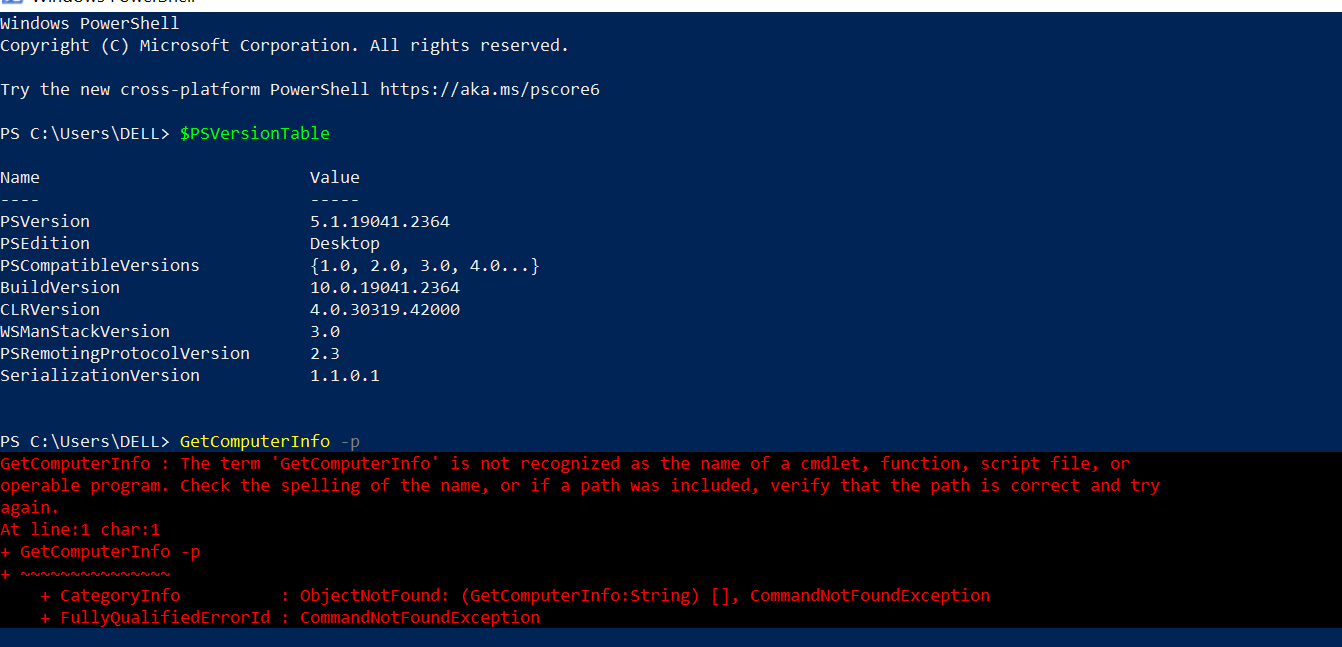 Windows PowerShell
Windows PowerShell
Copyright (C) Microsoft Corporation. All rights reserved.
Try the new cross-platform PowerShell https://aka.ms/pscore6
PS C:\Users\DELL> $PSVersionTable
Name                           Value
----                           -----
PSVersion                      5.1.19041.2364
PSEdition                      Desktop
PSCompatibleVersions           {1.0, 2.0, 3.0, 4.0...}
BuildVersion                   10.0.19041.2364
CLRVersion                     4.0.30319.42000
WSManStackVersion              3.0
PSRemotingProtocolVersion      2.3
SerializationVersion           1.1.0.1
PS C:\Users\DELL> GetComputerInfo -p
GetComputerInfo : The term 'GetComputerInfo' is not recognized as the name of a cmdlet, function, script file, or
operable program. Check the spelling of the name, or if a path was included, verify that the path is correct and try
again.
At line:1 char:1
+ GetComputerInfo -p
+ ~~~~~~~~~~~~~~~
    + CategoryInfo          : ObjectNotFound: (GetComputerInfo:String) [], CommandNotFoundException
    + FullyQualifiedErrorId : CommandNotFoundException